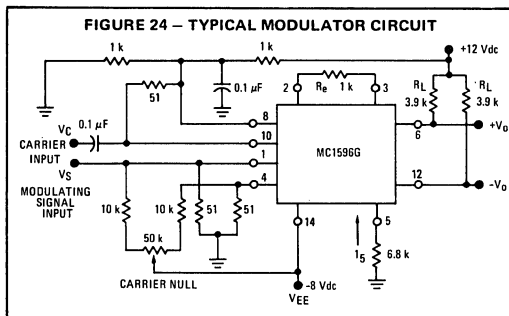 FIGURE 24 – TYPICAL MODULATOR CIRCUIT
1 k
1 k
+12 Vdc
51
0.1 µF
2
Re
1 k
3
RL
3.9 k
RL
3.9 k
0.1 µF
VC
CARRIER
INPUT
VS
MODULATING
SIGNAL
INPUT
8
10
1
4
MC1596G
6
+Vo
12
-Vo
10 k
10 k
51
51
50 k
14
5
I5
6.8 k
CARRIER NULL
VEE
-8 Vdc